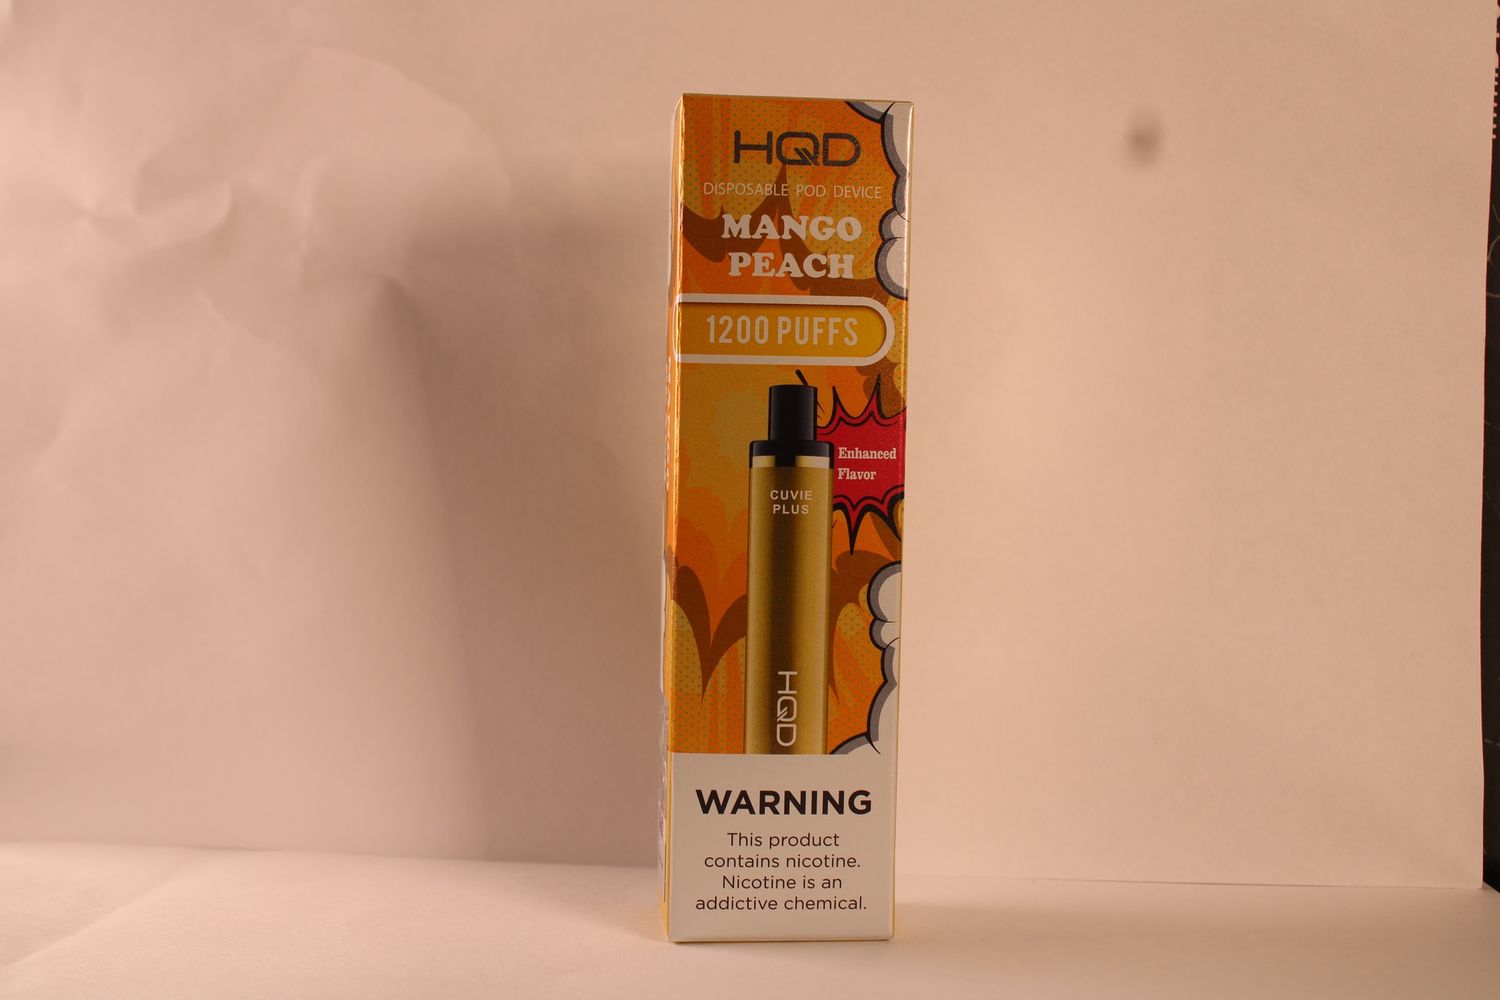 HQD
DISPOSABLE POD DEVICE
MANGO
PEACH
1200 PUFFS
Enhanced
Flavor
CUVIE
PLUS
HQD
WARNING
This product
contains nicotine.
Nicotine is an
addictive chemical.